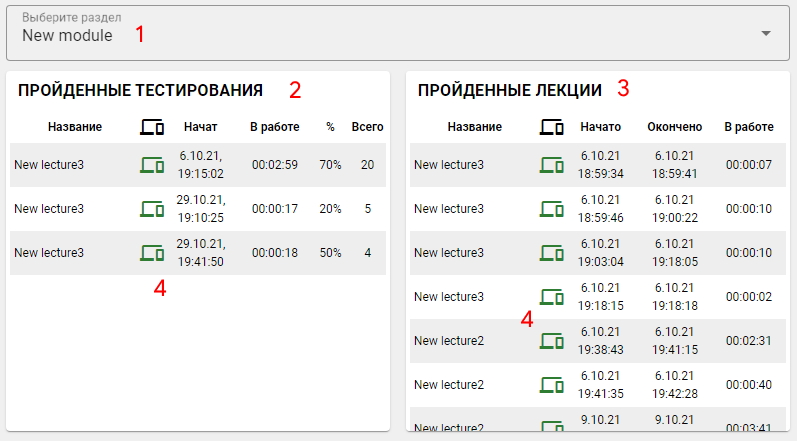 Выберите раздел
New module 1
ПРОЙДЕННЫЕ ТЕСТИРОВАНИЯ 2
Название Начат В работе % Всего
New lecture3 6.10.21, 19:15:02 00:02:59 70% 20
New lecture3 29.10.21, 19:10:25 00:00:17 20% 5
New lecture3 29.10.21, 19:41:50 00:00:18 50% 4
4
ПРОЙДЕННЫЕ ЛЕКЦИИ 3
Название Начато Окончено В работе
New lecture3 6.10.21 18:59:34 6.10.21 18:59:41 00:00:07
New lecture3 6.10.21 18:59:46 6.10.21 19:00:22 00:00:10
New lecture3 6.10.21 19:03:04 6.10.21 19:18:05 00:00:10
New lecture3 6.10.21 19:18:15 6.10.21 19:18:18 00:00:02
4
New lecture2 6.10.21 19:38:43 6.10.21 19:41:15 00:02:31
New lecture2 6.10.21 19:41:35 6.10.21 19:42:28 00:00:40
New lecture2 9.10.21 9.10.21 00:03:41